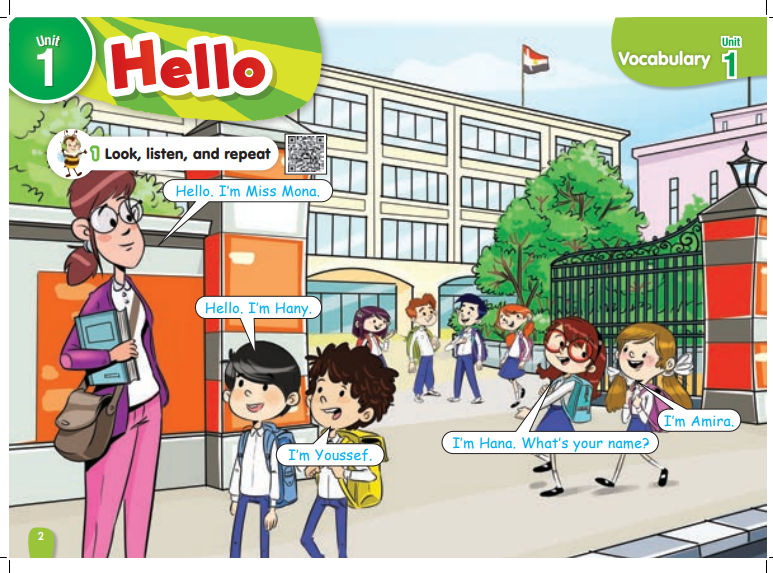 Unit
1
Hello
Vocabulary
Unit
1
1 Look, listen, and repeat
Hello. I'm Miss Mona.
Hello. I'm Hany.
I'm Youssef.
I'm Hana. What's your name?
I'm Amira.
2